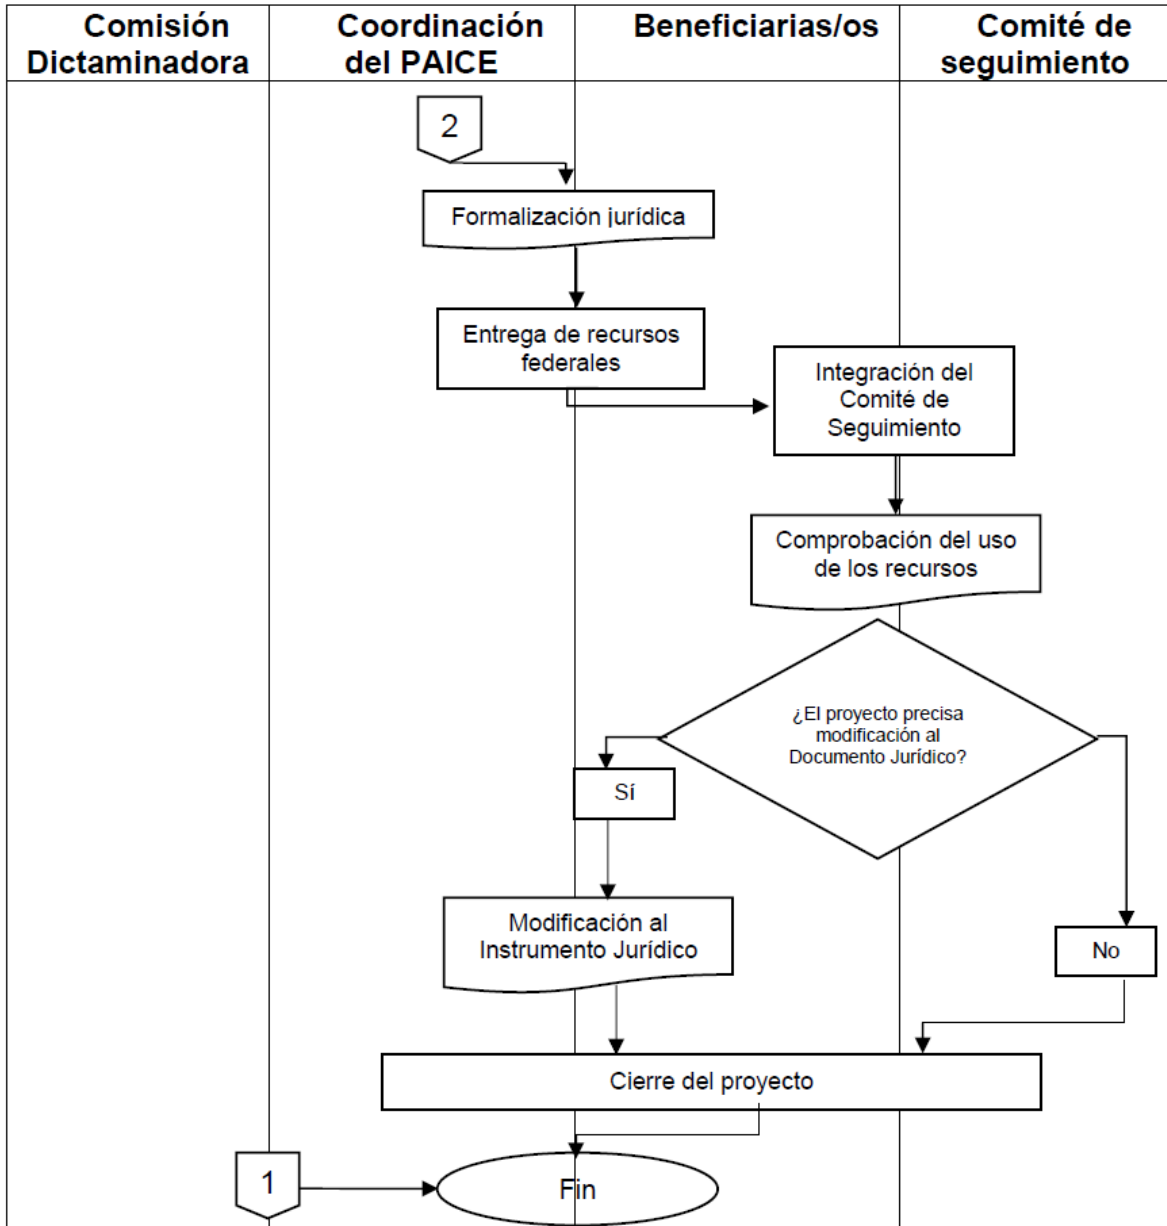 Comisión
Dictaminadora
Coordinación
del PAICE
Beneficiarias/os
Comité de
seguimiento
2
Formalización jurídica
Entrega de recursos
federales
Integración del
Comité de
Seguimiento
Comprobación del uso
de los recursos
¿El proyecto precisa
modificación al
Documento Jurídico?
Sí
Modificación al
Instrumento Jurídico
No
Cierre del proyecto
1
Fin